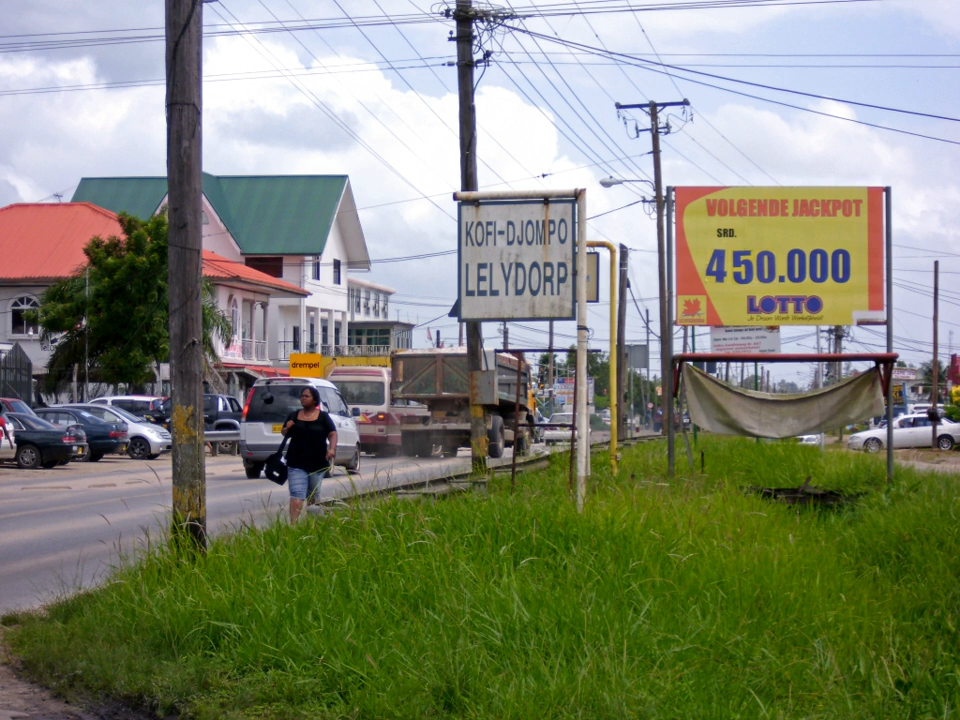 drempel
KOFI-DJOMPO
LELYDORP
VOLGENDE JACKPOT
SRD.
450.000
LOTTO